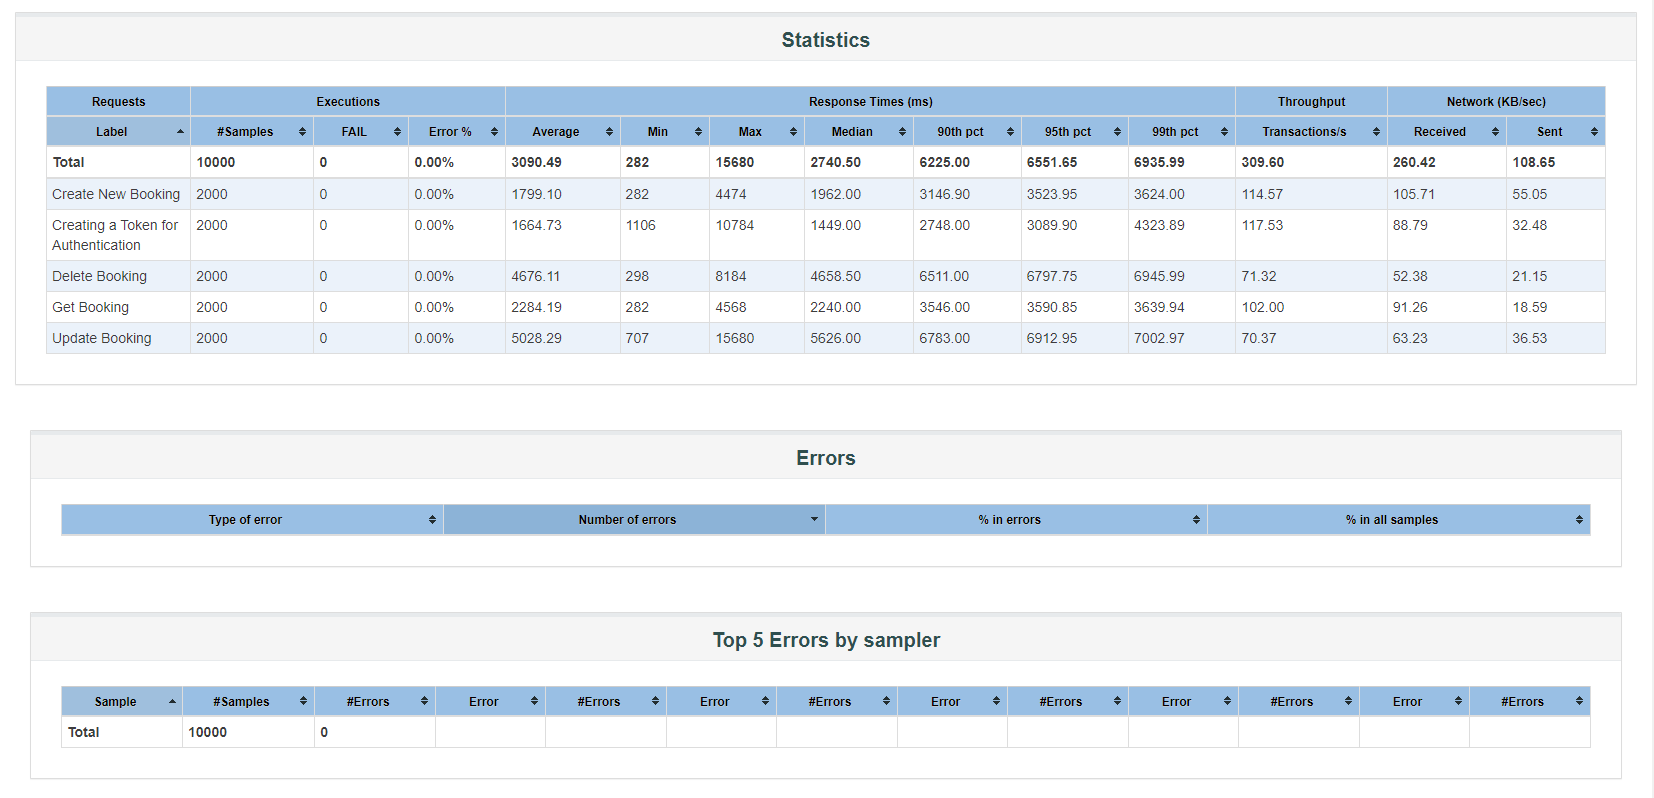 Statistics
Requests Executions Response Times (ms) Throughput Network (KB/sec)
Label #Samples FAIL Error % Average Min Max Median 90th pct 95th pct 99th pct Transactions/s Received Sent
Total 10000 0 0.00% 3090.49 282 15680 2740.50 6225.00 6551.65 6935.99 309.60 260.42 108.65
Create New Booking 2000 0 0.00% 1799.10 282 4474 1962.00 3146.90 3523.95 3624.00 114.57 105.71 55.05
Creating a Token for 2000 0 0.00% 1664.73 1106 10784 1449.00 2748.00 3089.90 4323.89 117.53 88.79 32.48
Authentication
Delete Booking 2000 0 0.00% 4676.11 298 8184 4658.50 6511.00 6797.75 6945.99 71.32 52.38 21.15
Get Booking 2000 0 0.00% 2284.19 282 4568 2240.00 3546.00 3590.85 3639.94 102.00 91.26 18.59
Update Booking 2000 0 0.00% 5028.29 707 15680 5626.00 6783.00 6912.95 7002.97 70.37 63.23 36.53
Errors
Type of error Number of errors % in errors % in all samples
Top 5 Errors by sampler
Sample #Samples #Errors Error #Errors Error #Errors Error #Errors Error #Errors Error #Errors
Total 10000 0